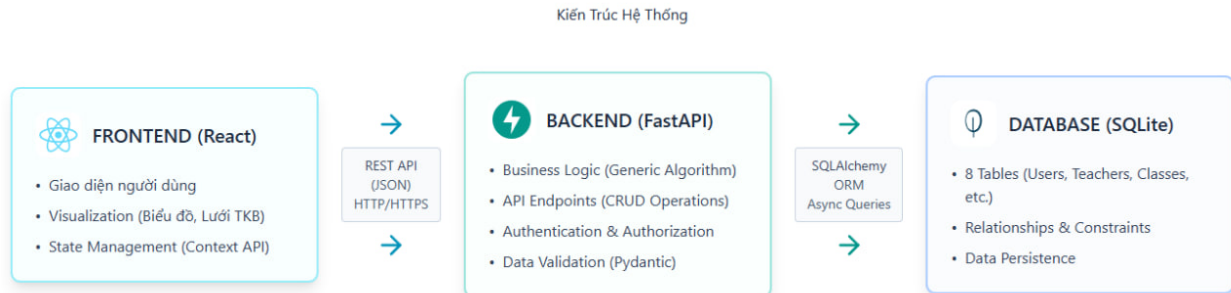 Kiến Trúc Hệ Thống
FRONTEND (React)
• Giao diện người dùng
• Visualization (Biểu đồ, Lưới TKB)
• State Management (Context API)
REST API
(JSON)
HTTP/HTTPS
BACKEND (FastAPI)
• Business Logic (Generic Algorithm)
• API Endpoints (CRUD Operations)
• Authentication & Authorization
• Data Validation (Pydantic)
SQLAlchemy
ORM
Async Queries
DATABASE (SQLite)
• 8 Tables (Users, Teachers, Classes,
etc.)
• Relationships & Constraints
• Data Persistence